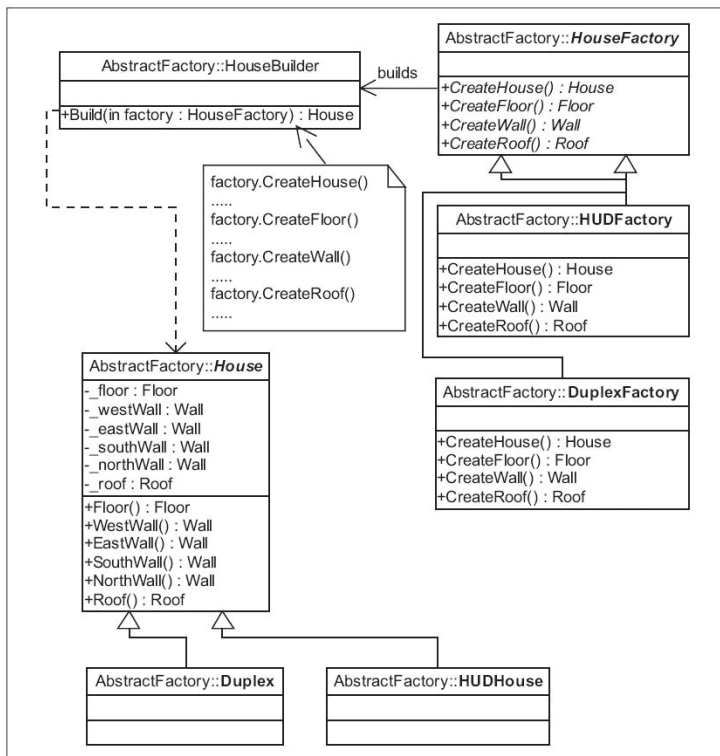 AbstractFactory::HouseBuilder
+Build(in factory : HouseFactory) : House
builds
AbstractFactory::HouseFactory
+CreateHouse() : House
+CreateFloor() : Floor
+CreateWall() : Wall
+CreateRoof() : Roof
factory.CreateHouse()
.....
factory.CreateFloor()
.....
factory.CreateWall()
.....
factory.CreateRoof()
.....
AbstractFactory::HUDFactory
+CreateHouse() : House
+CreateFloor() : Floor
+CreateWall() : Wall
+CreateRoof() : Roof
AbstractFactory::DuplexFactory
+CreateHouse() : House
+CreateFloor() : Floor
+CreateWall() : Wall
+CreateRoof() : Roof
AbstractFactory::House
-_floor : Floor
-_westWall : Wall
-_eastWall : Wall
-_southWall : Wall
-_northWall : Wall
-_roof : Roof
+Floor() : Floor
+WestWall() : Wall
+EastWall() : Wall
+SouthWall() : Wall
+NorthWall() : Wall
+Roof() : Roof
AbstractFactory::Duplex
AbstractFactory::HUDHouse